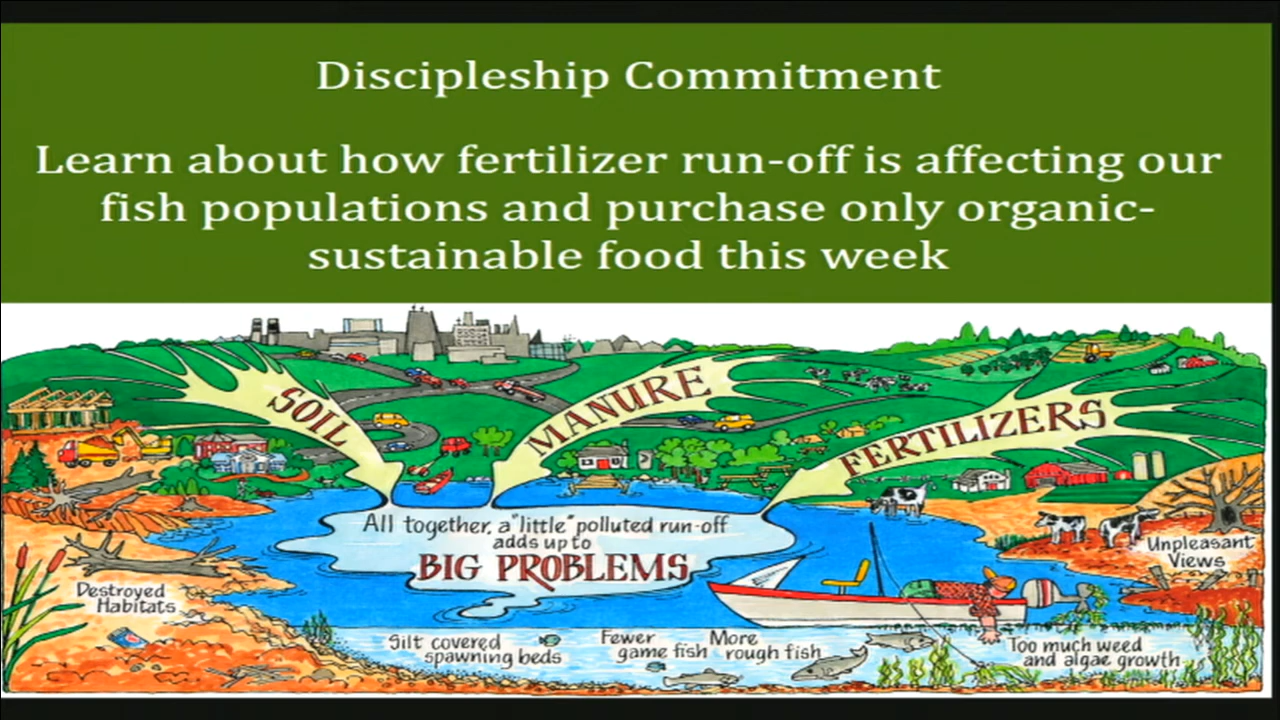 Discipleship Commitment
Learn about how fertilizer run-off is affecting our
fish populations and purchase only organic-
sustainable food this week
SOIL
MANURE
FERTILIZERS
All together, a "little" polluted run-off
adds up to
BIG PROBLEMS
Unpleasant
Views
Destroyed
Habitats
Silt covered
spawning beds
Fewer
game fish
More
rough fish
Too much weed
and algae growth